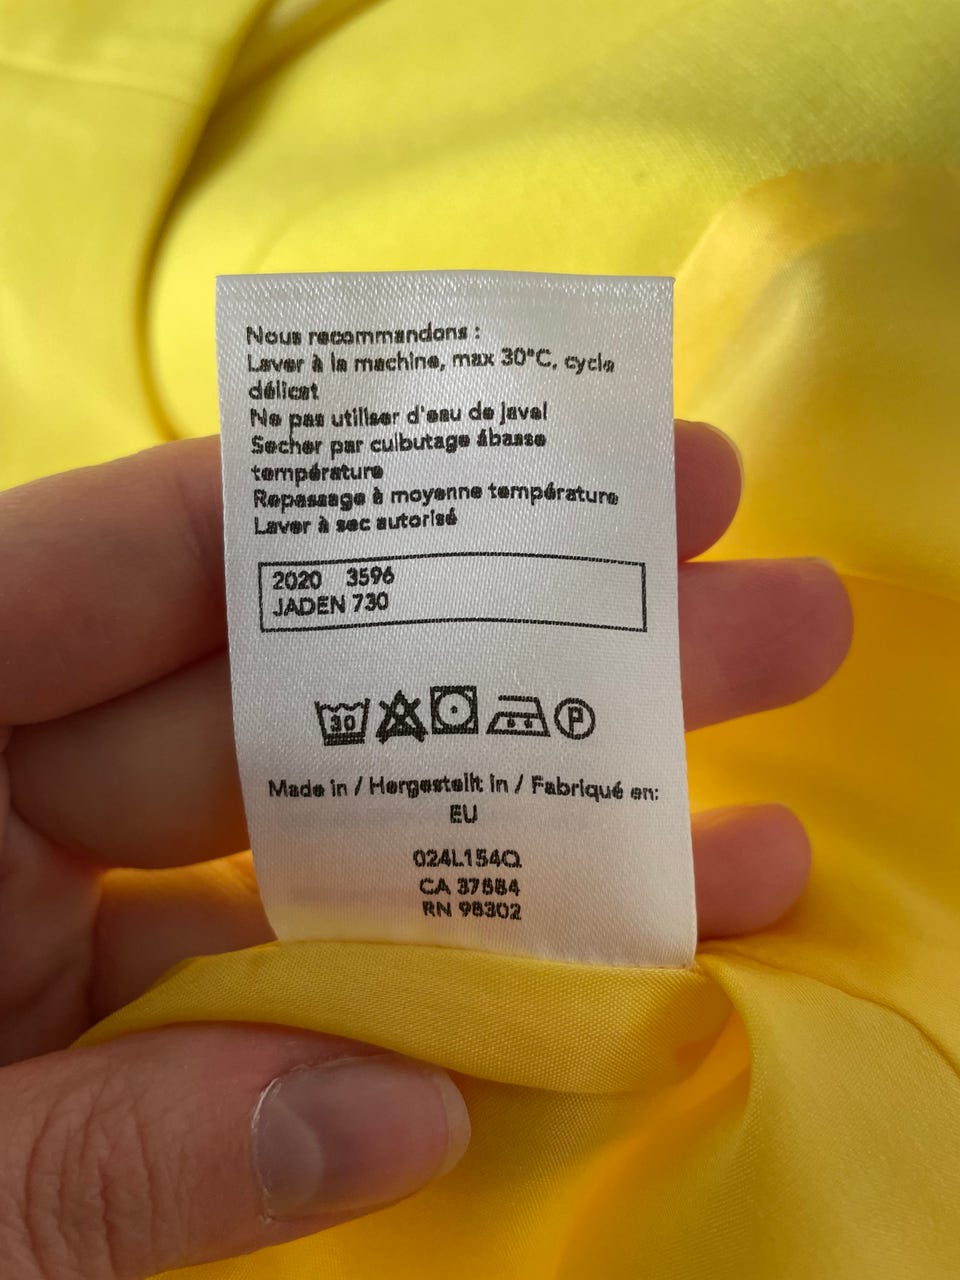 Nous recommandons :
Laver à la machine, max 30°C, cycle
délicat
Ne pas utiliser d'eau de javel
Secher par culbutage ábasse
température
Repassage à moyenne température
Laver à sec autorisé
2020 3596
JADEN 730
30 P
Made in / Hergestellt in / Fabriqué en:
EU
024L154Q
CA 37884
RN 98302